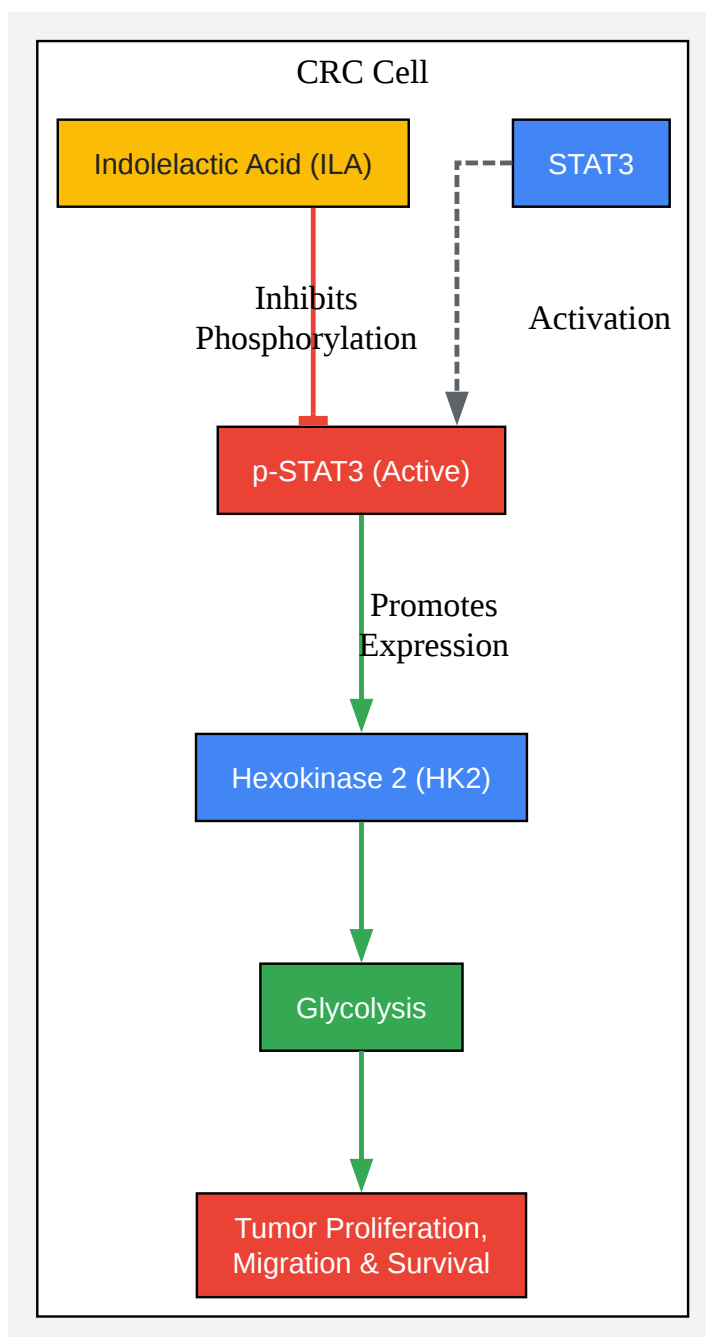 CRC Cell
Indolelactic Acid (ILA)
STAT3
Inhibits
Phosphorylation
Activation
p-STAT3 (Active)
Promotes
Expression
Hexokinase 2 (HK2)
Glycolysis
Tumor Proliferation,
Migration & Survival